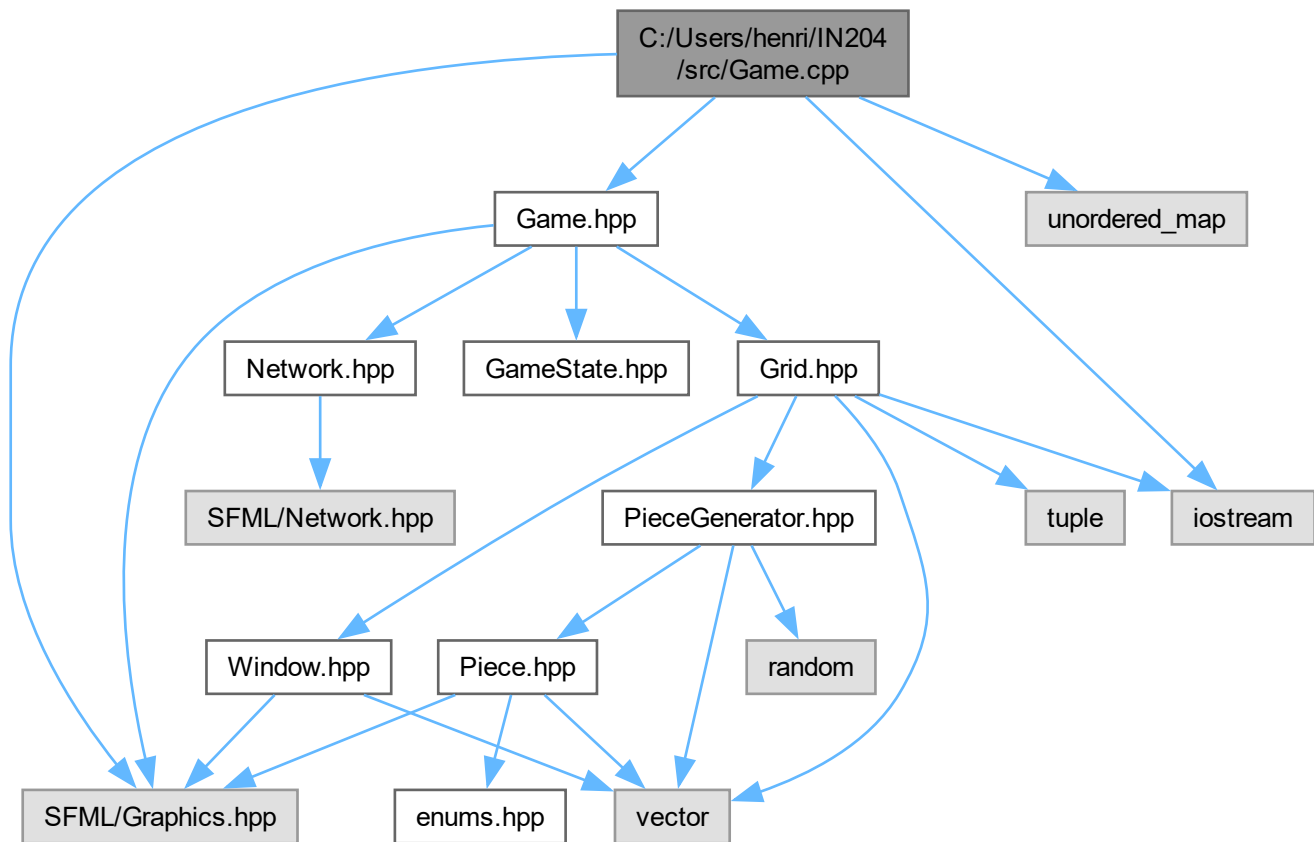 C:/Users/henri/IN204
/src/Game.cpp
Game.hpp
unordered_map
Network.hpp
GameState.hpp
Grid.hpp
SFML/Network.hpp
PieceGenerator.hpp
tuple
iostream
Window.hpp
Piece.hpp
random
SFML/Graphics.hpp
enums.hpp
vector